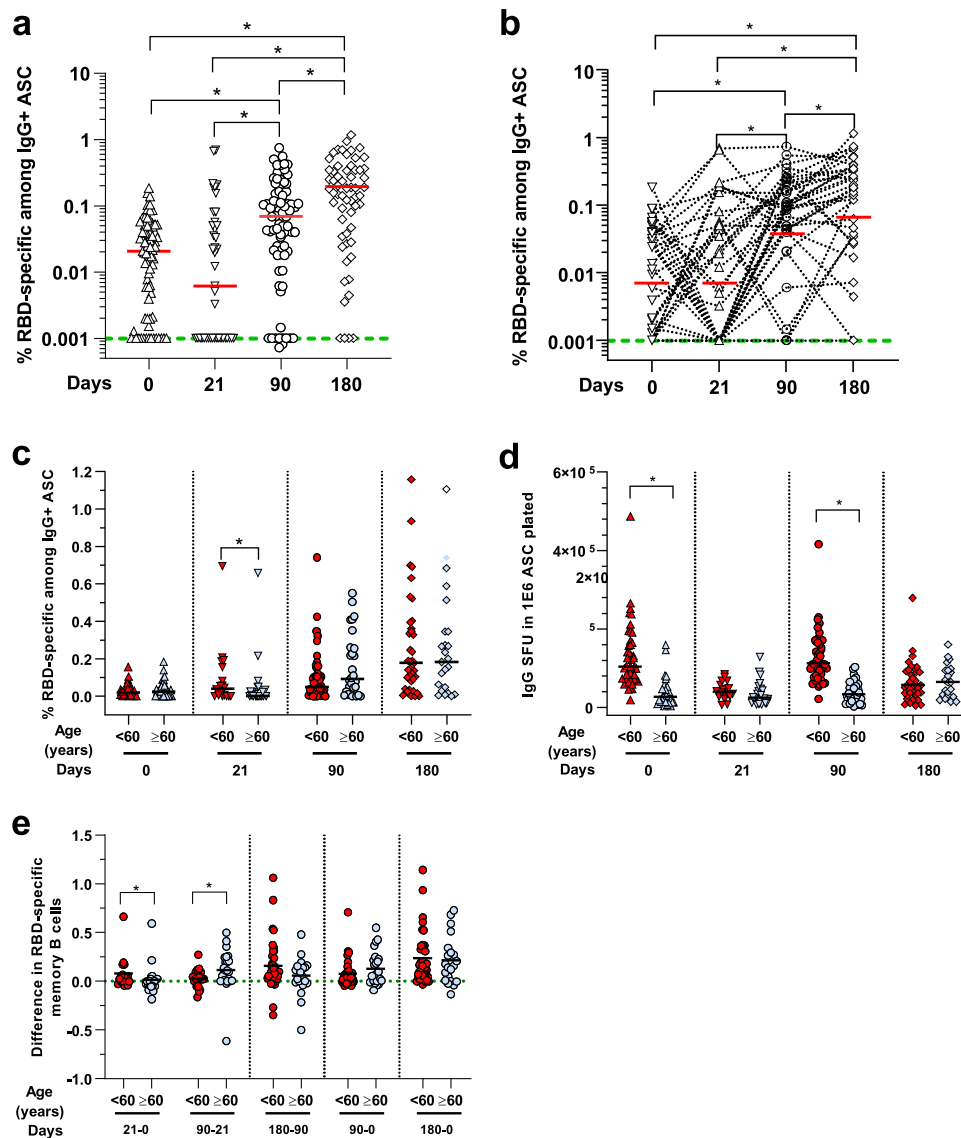 a
* * * * *
% RBD-specific among IgG+ ASC
10
1
0.1
0.01
0.001
Days 0 21 90 180
b
* * * * * *
% RBD-specific among IgG+ ASC
10
1
0.1
0.01
0.001
Days 0 21 90 180
c
% RBD-specific among IgG+ ASC
1.2
1.0
0.8
0.6
0.4
0.2
0.0
*
Age <60 ≥60 <60 ≥60 <60 ≥60 <60 ≥60
(years)
Days 0 21 90 180
d
IgG SFU in 1E6 ASC plated
6×10 5
4×10 5
2×10
5
0
* *
Age <60 ≥60 <60 ≥60 <60 ≥60 <60 ≥60
(years)
Days 0 21 90 180
e
Difference in RBD-specific
memory B cells
1.5
1.0
0.5
0.0
-0.5
-1.0
* *
Age <60 ≥60 <60 ≥60 <60 ≥60 <60 ≥60 <60 ≥60
(years)
Days 21-0 90-21 180-90 90-0 180-0